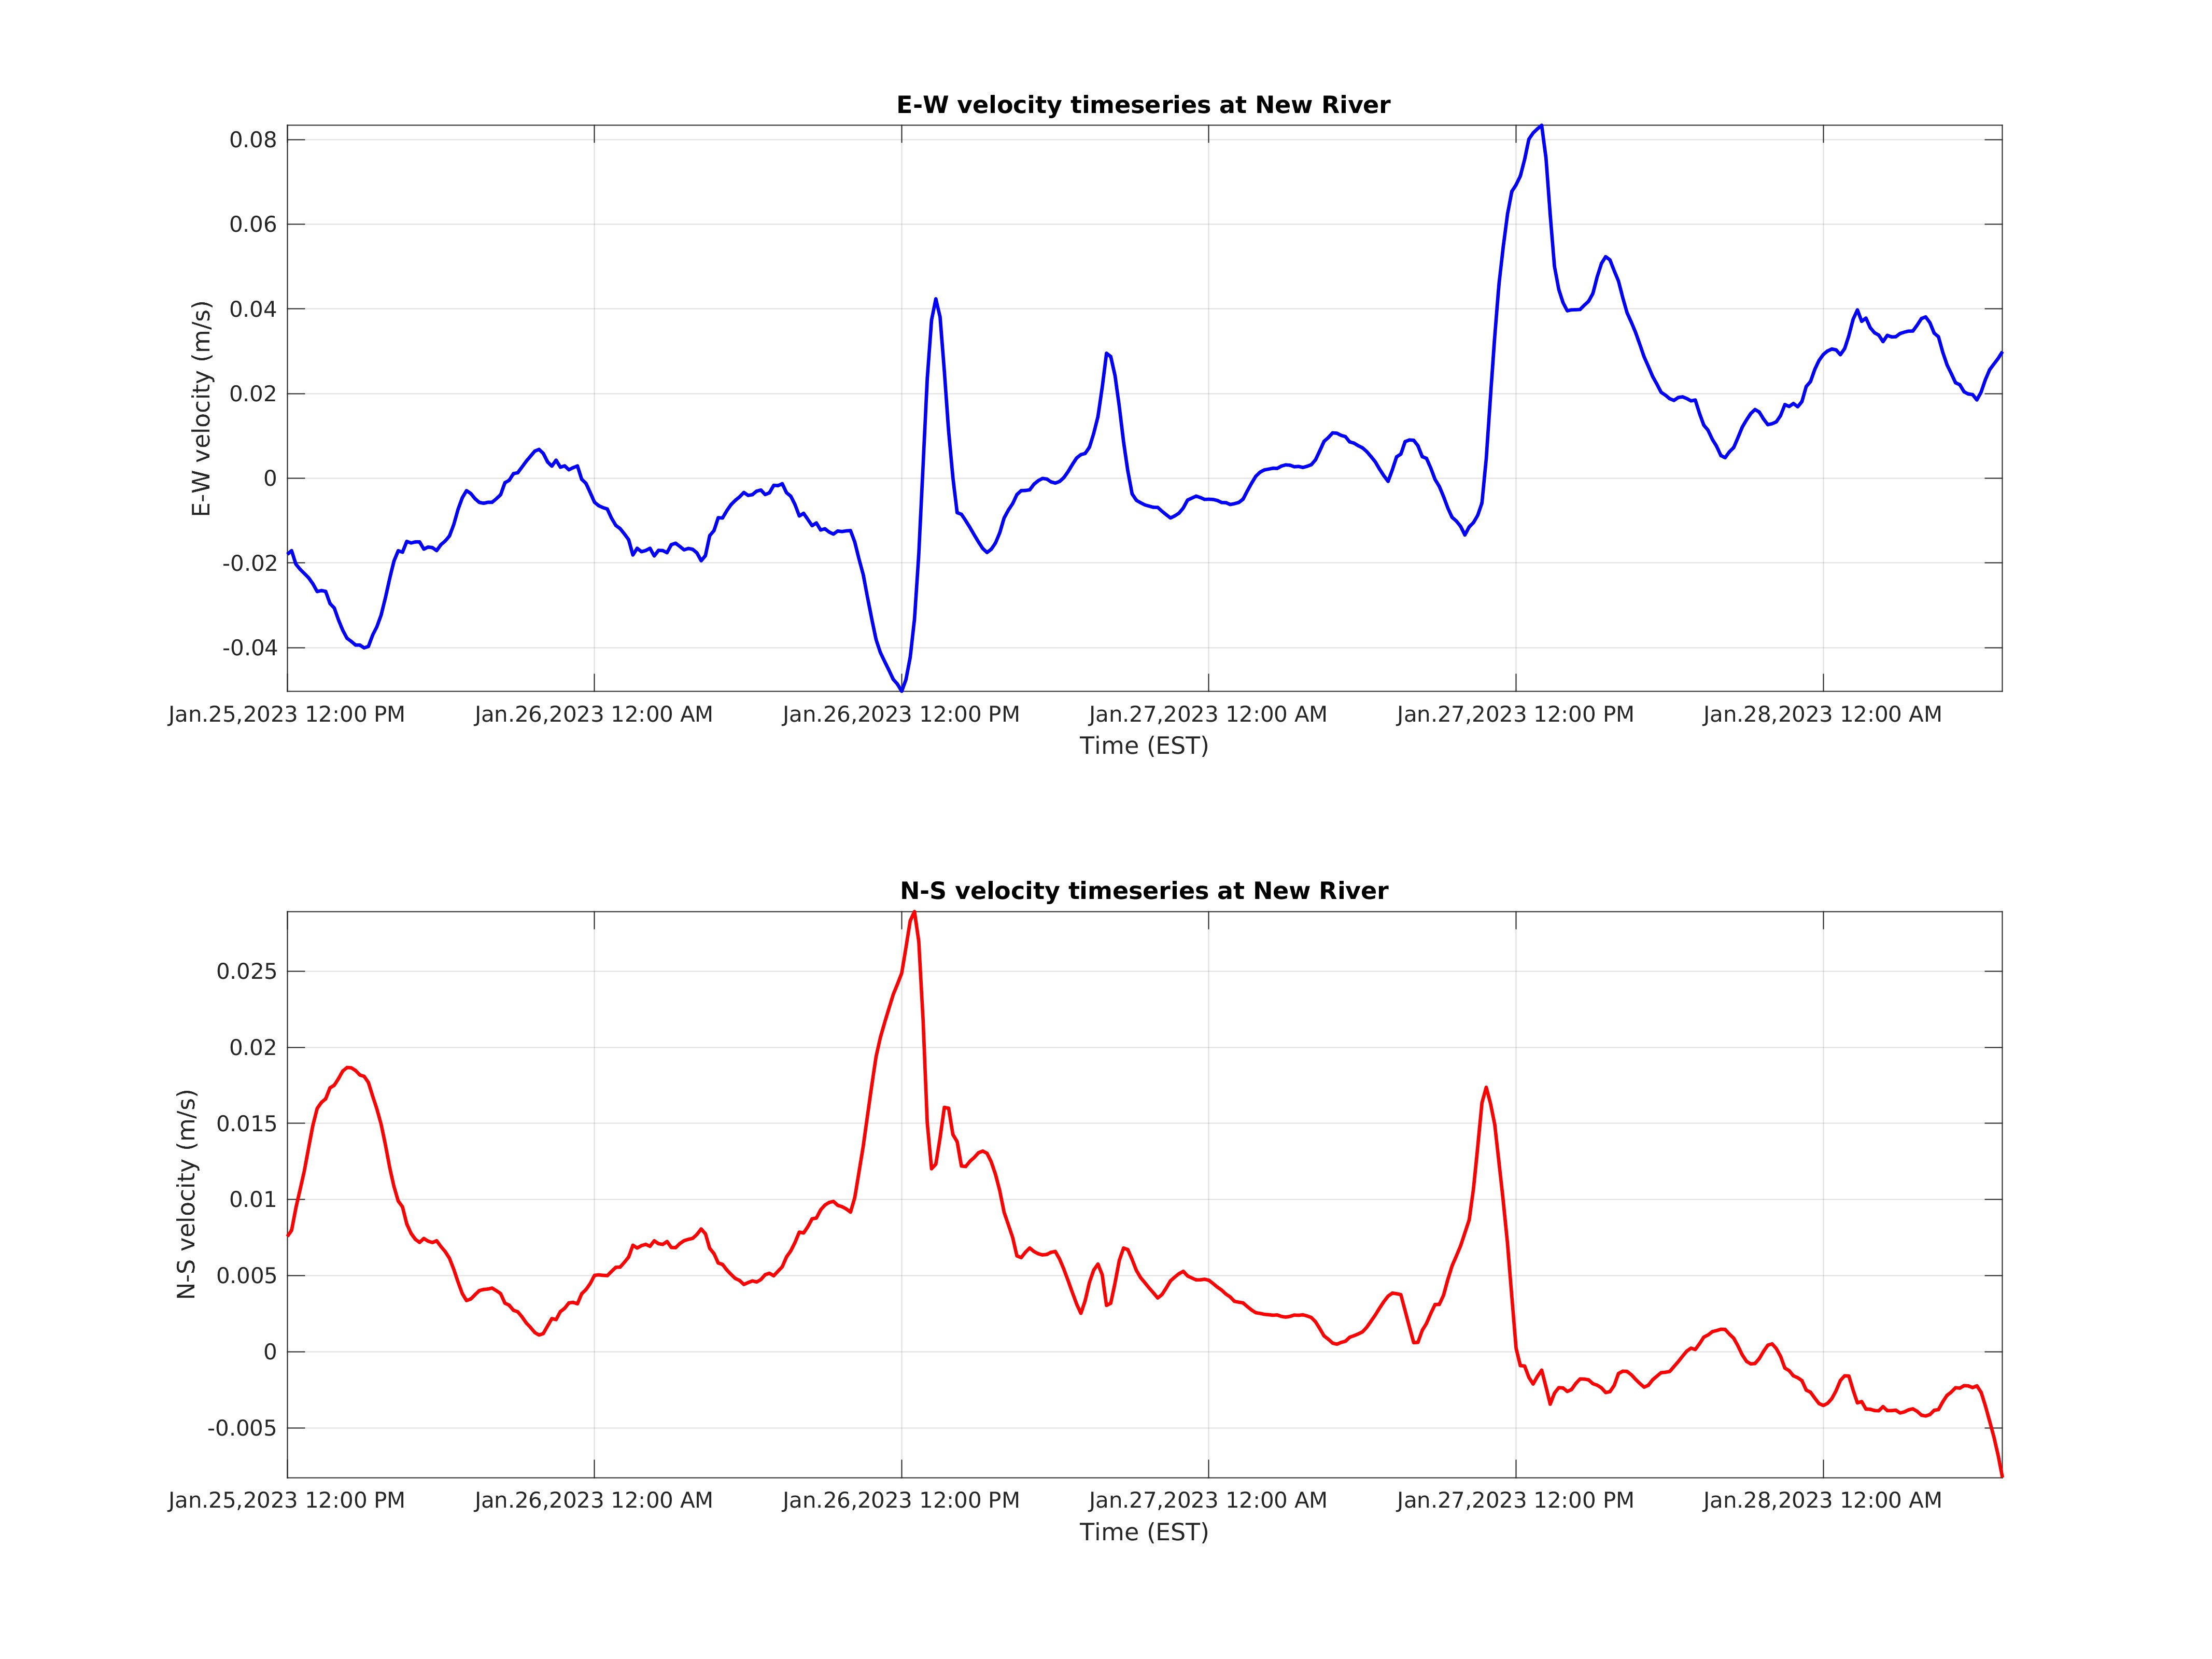 E-W velocity timeseries at New River
E-W velocity (m/s)
0.08
0.06
0.04
0.02
0
-0.02
-0.04
Jan.25,2023 12:00 PM Jan.26,2023 12:00 AM Jan.26,2023 12:00 PM Jan.27,2023 12:00 AM Jan.27,2023 12:00 PM Jan.28,2023 12:00 AM
Time (EST)
N-S velocity timeseries at New River
N-S velocity (m/s)
0.025
0.02
0.015
0.01
0.005
0
-0.005
Jan.25,2023 12:00 PM Jan.26,2023 12:00 AM Jan.26,2023 12:00 PM Jan.27,2023 12:00 AM Jan.27,2023 12:00 PM Jan.28,2023 12:00 AM
Time (EST)